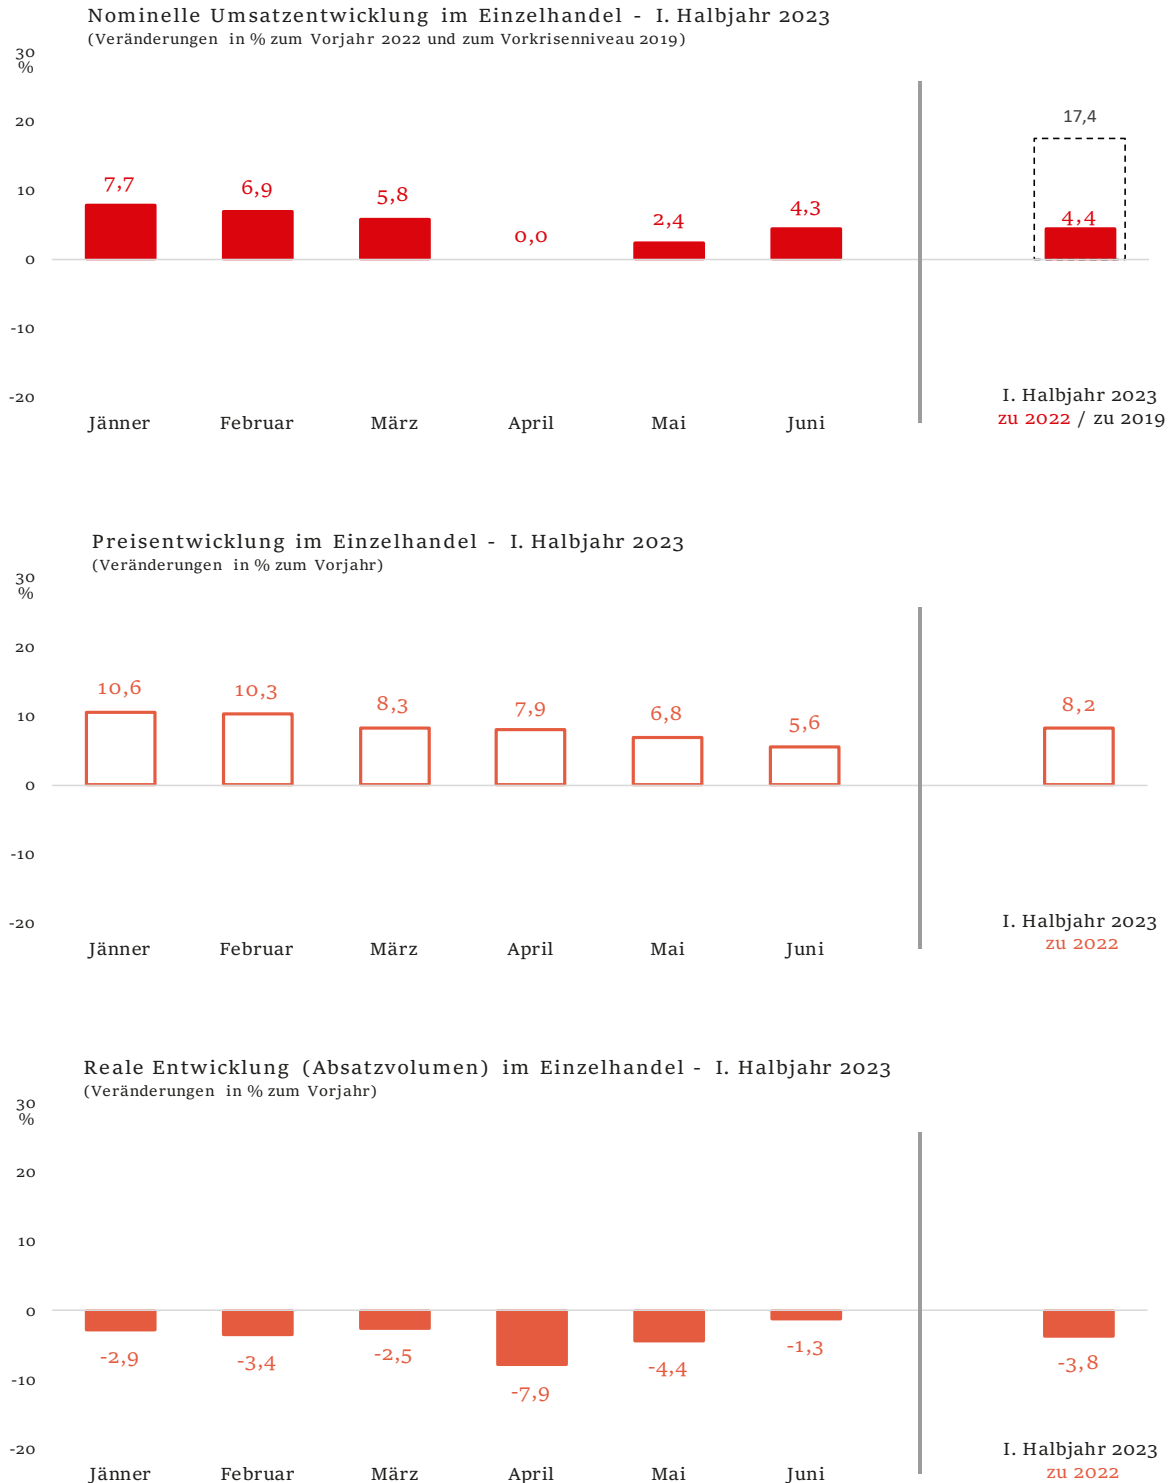 Nominelle Umsatzentwicklung im Einzelhandel - I. Halbjahr 2023
(Veränderungen in % zum Vorjahr 2022 und zum Vorkrisenniveau 2019)
30
%
20
10
0
-10
-20
7,7
6,9
5,8
0,0
2,4
4,3
17,4
4,4
Jänner
Februar
März
April
Mai
Juni
I. Halbjahr 2023
zu 2022 / zu 2019
Preisentwicklung im Einzelhandel - I. Halbjahr 2023
(Veränderungen in % zum Vorjahr)
30
%
20
10
0
-10
-20
10,6
10,3
8,3
7,9
6,8
5,6
8,2
Jänner
Februar
März
April
Mai
Juni
I. Halbjahr 2023
zu 2022
Reale Entwicklung (Absatzvolumen) im Einzelhandel - I. Halbjahr 2023
(Veränderungen in % zum Vorjahr)
30
%
20
10
0
-10
-20
-2,9
-3,4
-2,5
-7,9
-4,4
-1,3
-3,8
Jänner
Februar
März
April
Mai
Juni
I. Halbjahr 2023
zu 2022